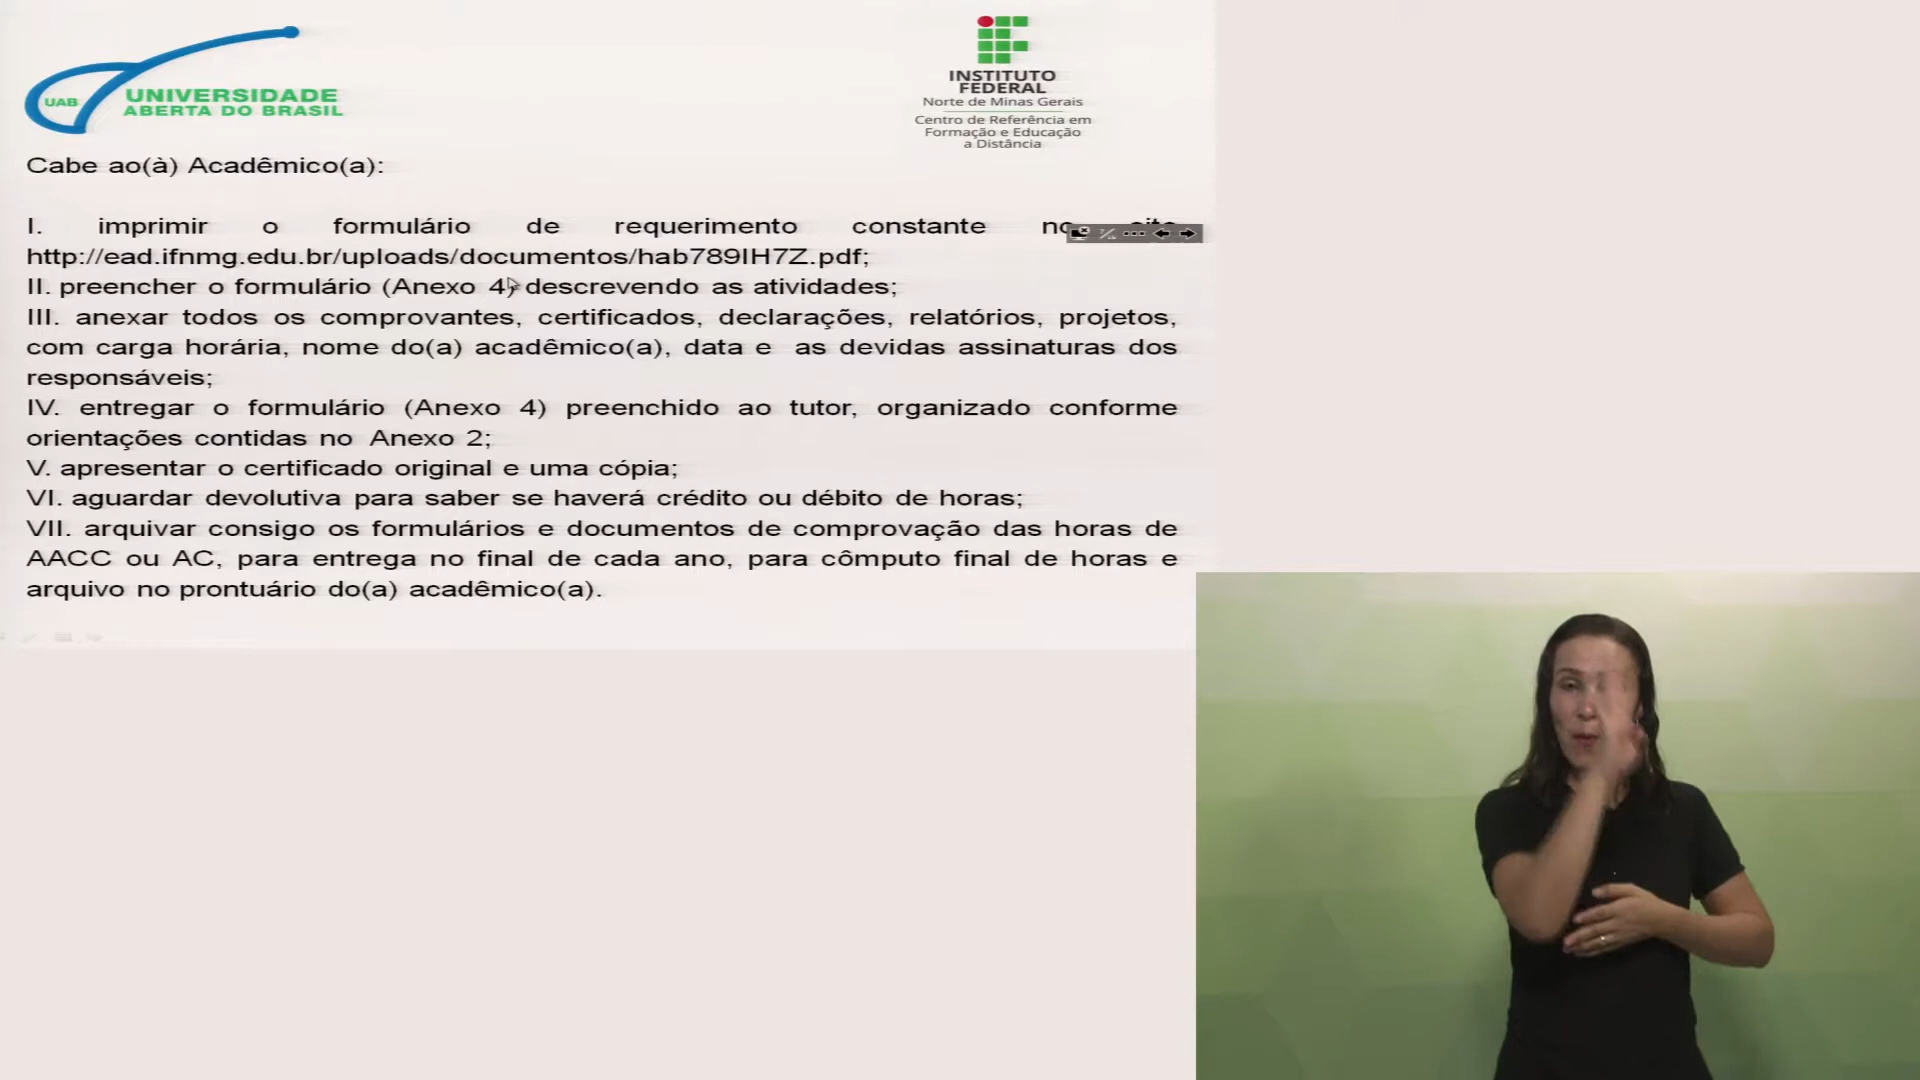 UAB
UNIVERSIDADE
ABERTA DO BRASIL
INSTITUTO
FEDERAL
Norte de Minas Gerais
Centro de Referência em
Formação e Educação
a Distância
Cabe ao(à) Acadêmico(a):
I. imprimir o formulário de requerimento constante no site
http://ead.ifnmg.edu.br/uploads/documentos/hab789IH7Z.pdf;
II. preencher o formulário (Anexo 4) descrevendo as atividades;
III. anexar todos os comprovantes, certificados, declarações, relatórios, projetos,
com carga horária, nome do(a) acadêmico(a), data e as devidas assinaturas dos
responsáveis;
IV. entregar o formulário (Anexo 4) preenchido ao tutor, organizado conforme
orientações contidas no Anexo 2;
V. apresentar o certificado original e uma cópia;
VI. aguardar devolutiva para saber se haverá crédito ou débito de horas;
VII. arquivar consigo os formulários e documentos de comprovação das horas de
AACC ou AC, para entrega no final de cada ano, para cômputo final de horas e
arquivo no prontuário do(a) acadêmico(a).